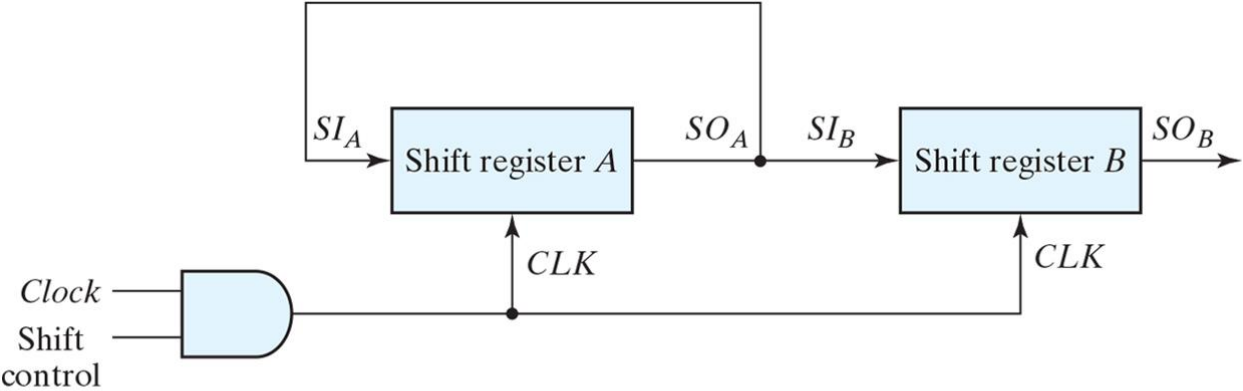 SI_A
Shift register A
SO_A
SI_B
Shift register B
SO_B
CLK
CLK
Clock
Shift
control